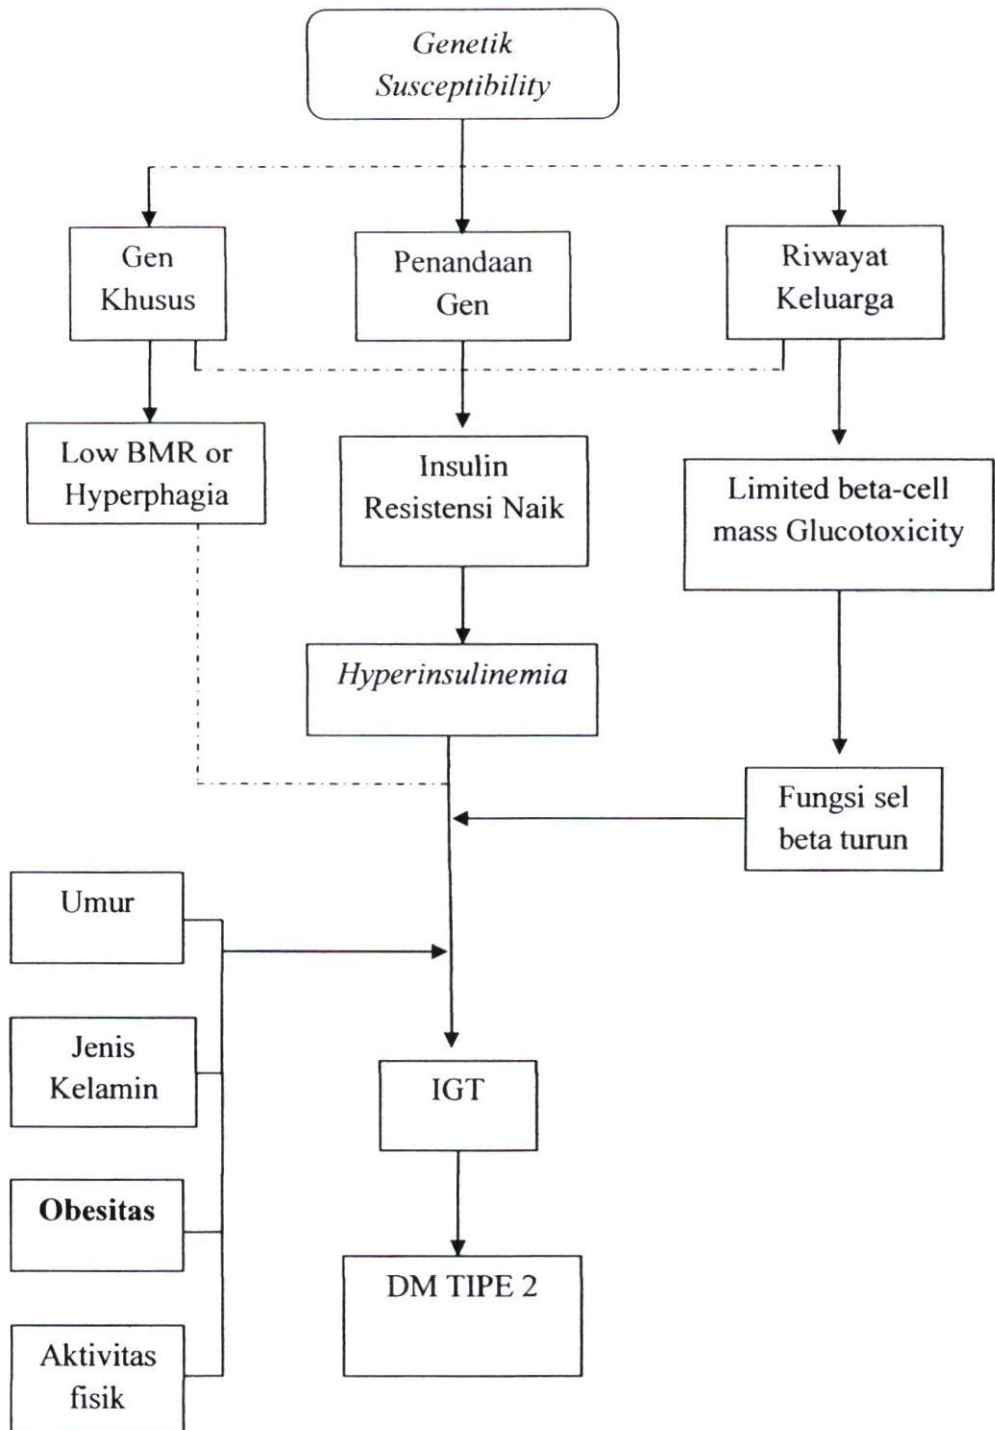 Genetik
Susceptibility
Gen
Khusus
Penandaan
Gen
Riwayat
Keluarga
Low BMR or
Hyperphagia
Insulin
Resistensi Naik
Limited beta-cell
mass Glucotoxicity
Hyperinsulinemia
Fungsi sel
beta turun
Umur
Jenis
Kelamin
IGT
Obesitas
DM TIPE 2
Aktivitas
fisik